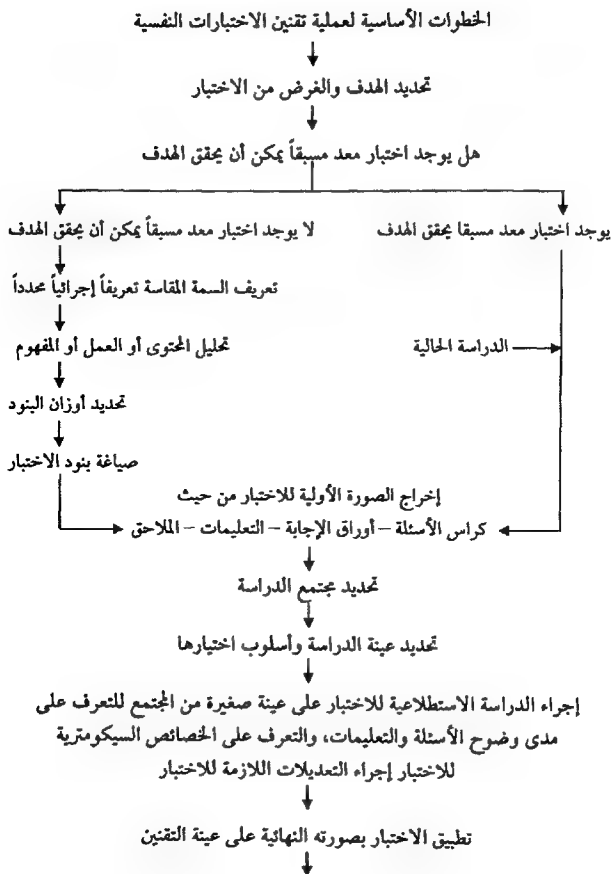 الخطوات الأساسية لعملية تقنين الاختبارات النفسية
تحديد الهدف والغرض من الاختبار
هل يوجد اختبار معد مسبقاً يمكن أن يحقق الهدف
يوجد اختبار معد مسبقا يحقق الهدف
لا يوجد اختبار معد مسبقاً يمكن أن يحقق الهدف
تعريف السمة المقاسة تعريفاً إجرائياً محدداً
الدراسة الحالية
تحليل المحتوى أو العمل أو المفهوم
تحديد أوزان البنود
صياغة بنود الاختبار
إخراج الصورة الأولية للاختبار من حيث
كراس الأسئلة – أوراق الإجابة – التعليمات – الملاحق
تحديد مجتمع الدراسة
تحديد عينة الدراسة وأسلوب اختيارها
إجراء الدراسة الاستطلاعية للاختبار على عينة صغيرة من المجتمع للتعرف على
مدى وضوح الأسئلة والتعليمات، والتعرف على الخصائص السيكومترية
للاختبار إجراء التعديلات اللازمة للاختبار
تطبيق الاختبار بصورته النهائية على عينة التقنين